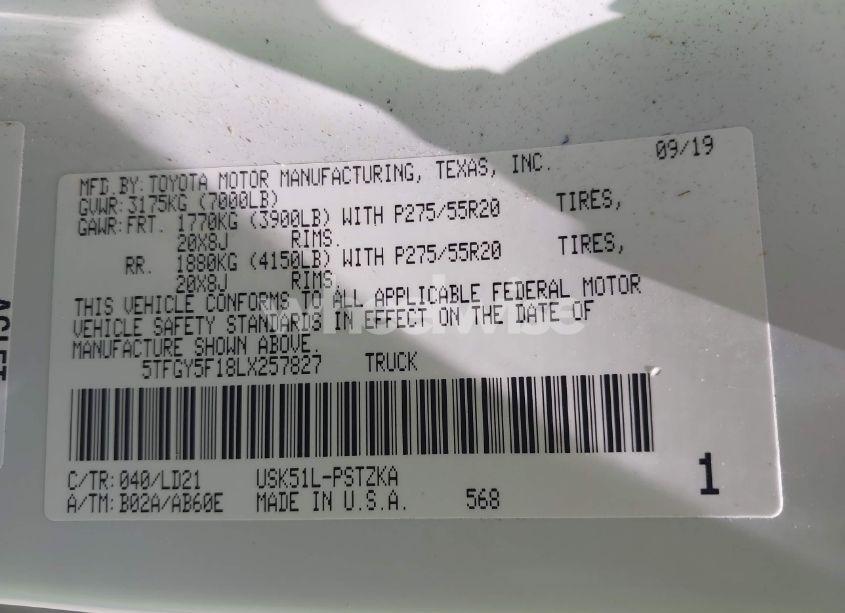 09/19
MFD.BY:TOYOTA MOTOR MANUFACTURING, TEXAS, INC.
GVWR:3175KG (7000LB)
GAWR:FRT. 1770KG (3900LB) WITH P275/55R20 TIRES,
20X8J RIMS.
RR. 1880KG (4150LB) WITH P275/55R20 TIRES,
20X8J RIMS.
THIS VEHICLE CONFORMS TO ALL APPLICABLE FEDERAL MOTOR
VEHICLE SAFETY STANDARDS IN EFFECT ON THE DATE OF
MANUFACTURE SHOWN ABOVE.
5TFGY5F18LX257827 TRUCK
C/TR:040/LD21 USK51L-PSTZKA
A/TM:B02A/AB60E MADE IN U.S.A. 568
1